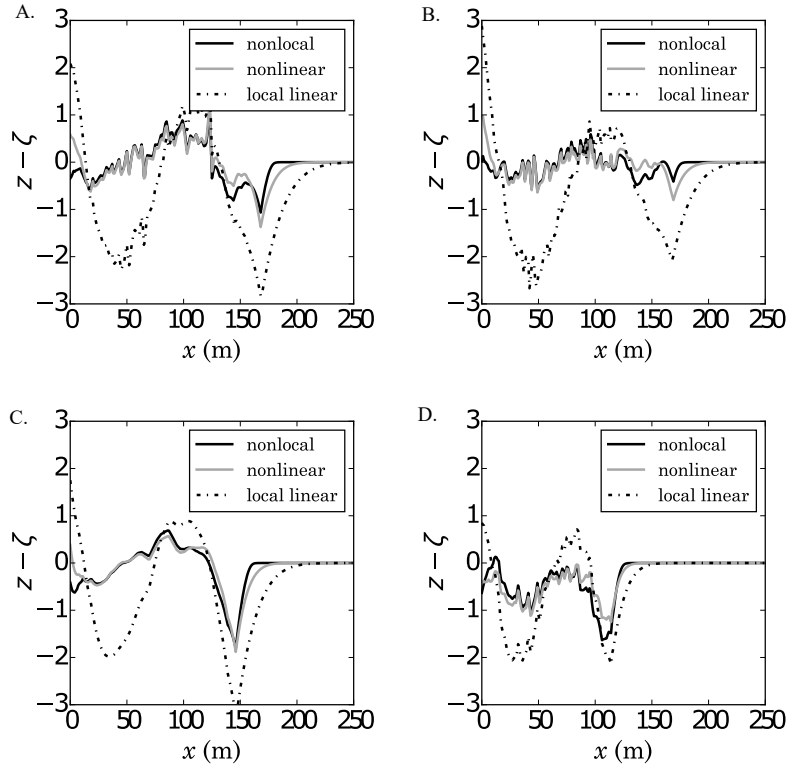 A.
3
2
1
0
−1
−2
−3
z − ζ
nonlocal
nonlinear
local linear
0 50 100 150 200 250
x (m)
B.
3
2
1
0
−1
−2
−3
z − ζ
nonlocal
nonlinear
local linear
0 50 100 150 200 250
x (m)
C.
3
2
1
0
−1
−2
−3
z − ζ
nonlocal
nonlinear
local linear
0 50 100 150 200 250
x (m)
D.
3
2
1
0
−1
−2
−3
z − ζ
nonlocal
nonlinear
local linear
0 50 100 150 200 250
x (m)